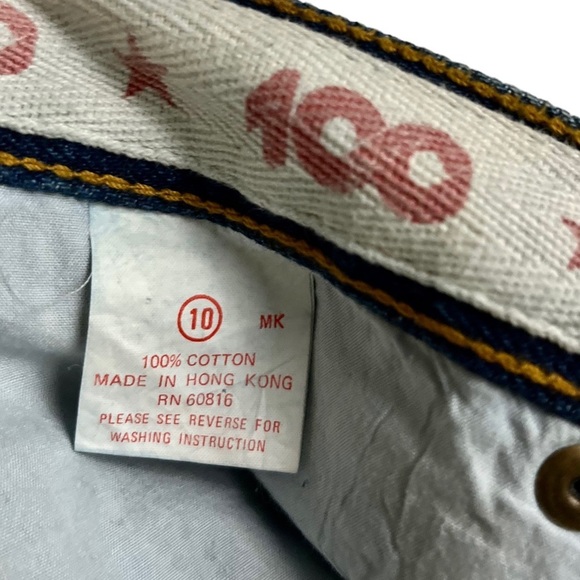 100
10 MK
100% COTTON
MADE IN HONG KONG
RN 60816
PLEASE SEE REVERSE FOR
WASHING INSTRUCTION